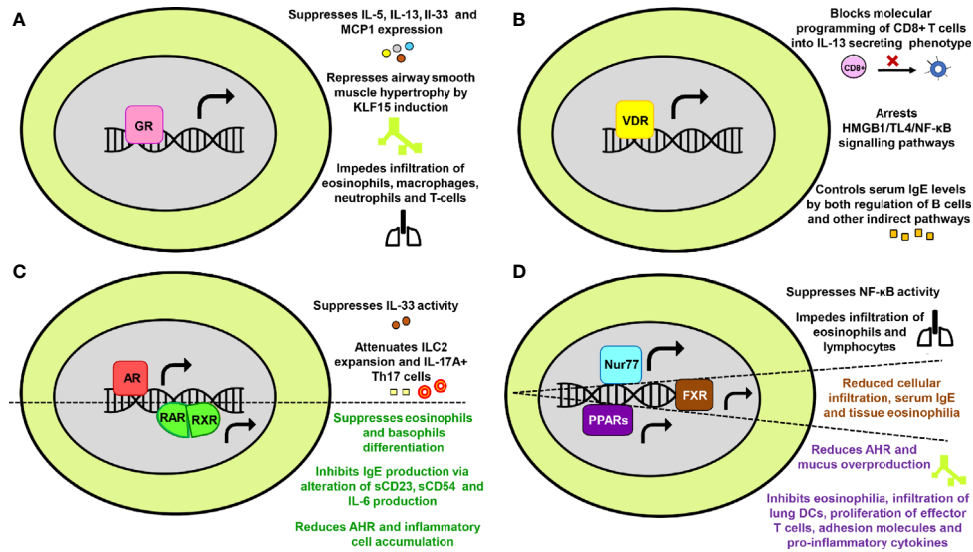 A
Suppresses IL-5, IL-13, Il-33 and
MCP1 expression
Represses airway smooth
muscle hypertrophy by
KLF15 induction
Impedes infiltration of
eosinophils, macrophages,
neutrophils and T-cells
GR
B
Blocks molecular
programming of CD8+ T cells
into IL-13 secreting phenotype
CD8+
Arrests
HMGB1/TL4/NF-κB
signalling pathways
Controls serum IgE levels
by both regulation of B cells
and other indirect pathways
VDR
C
Suppresses IL-33 activity
Attenuates ILC2
expansion and IL-17A+
Th17 cells
AR
RAR
RXR
Suppresses eosinophils
and basophils
differentiation
Inhibits IgE production via
alteration of sCD23, sCD54 and
IL-6 production
Reduces AHR and inflammatory
cell accumulation
D
Suppresses NF-κB activity
Impedes infiltration of
eosinophils and
lymphocytes
Nur77
FXR
PPARs
Reduced cellular
infiltration, serum IgE
and tissue eosinophilia
Reduces AHR and
mucus overproduction
Inhibits eosinophilia, infiltration of
lung DCs, proliferation of effector
T cells, adhesion molecules and
pro-inflammatory cytokines